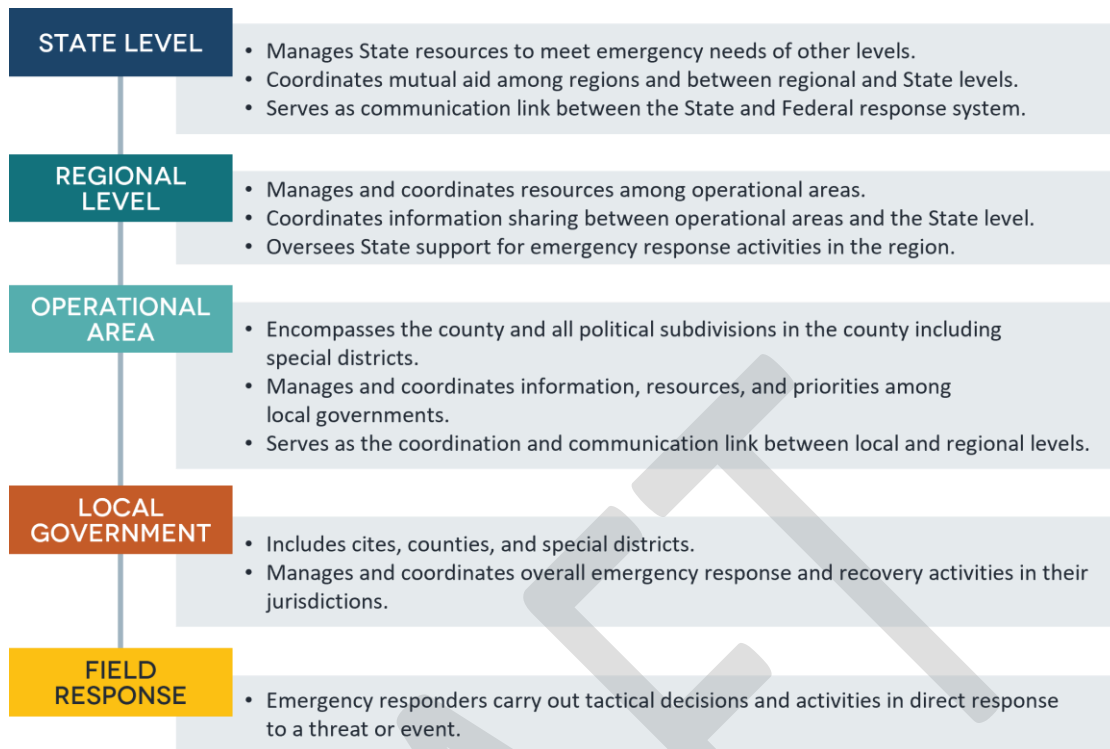 STATE LEVEL
• Manages State resources to meet emergency needs of other levels.
• Coordinates mutual aid among regions and between regional and State levels.
• Serves as communication link between the State and Federal response system.
REGIONAL
LEVEL
• Manages and coordinates resources among operational areas.
• Coordinates information sharing between operational areas and the State level.
• Oversees State support for emergency response activities in the region.
OPERATIONAL
AREA
• Encompasses the county and all political subdivisions in the county including
special districts.
• Manages and coordinates information, resources, and priorities among
local governments.
• Serves as the coordination and communication link between local and regional levels.
LOCAL
GOVERNMENT
• Includes cites, counties, and special districts.
• Manages and coordinates overall emergency response and recovery activities in their
jurisdictions.
FIELD
RESPONSE
• Emergency responders carry out tactical decisions and activities in direct response
to a threat or event.